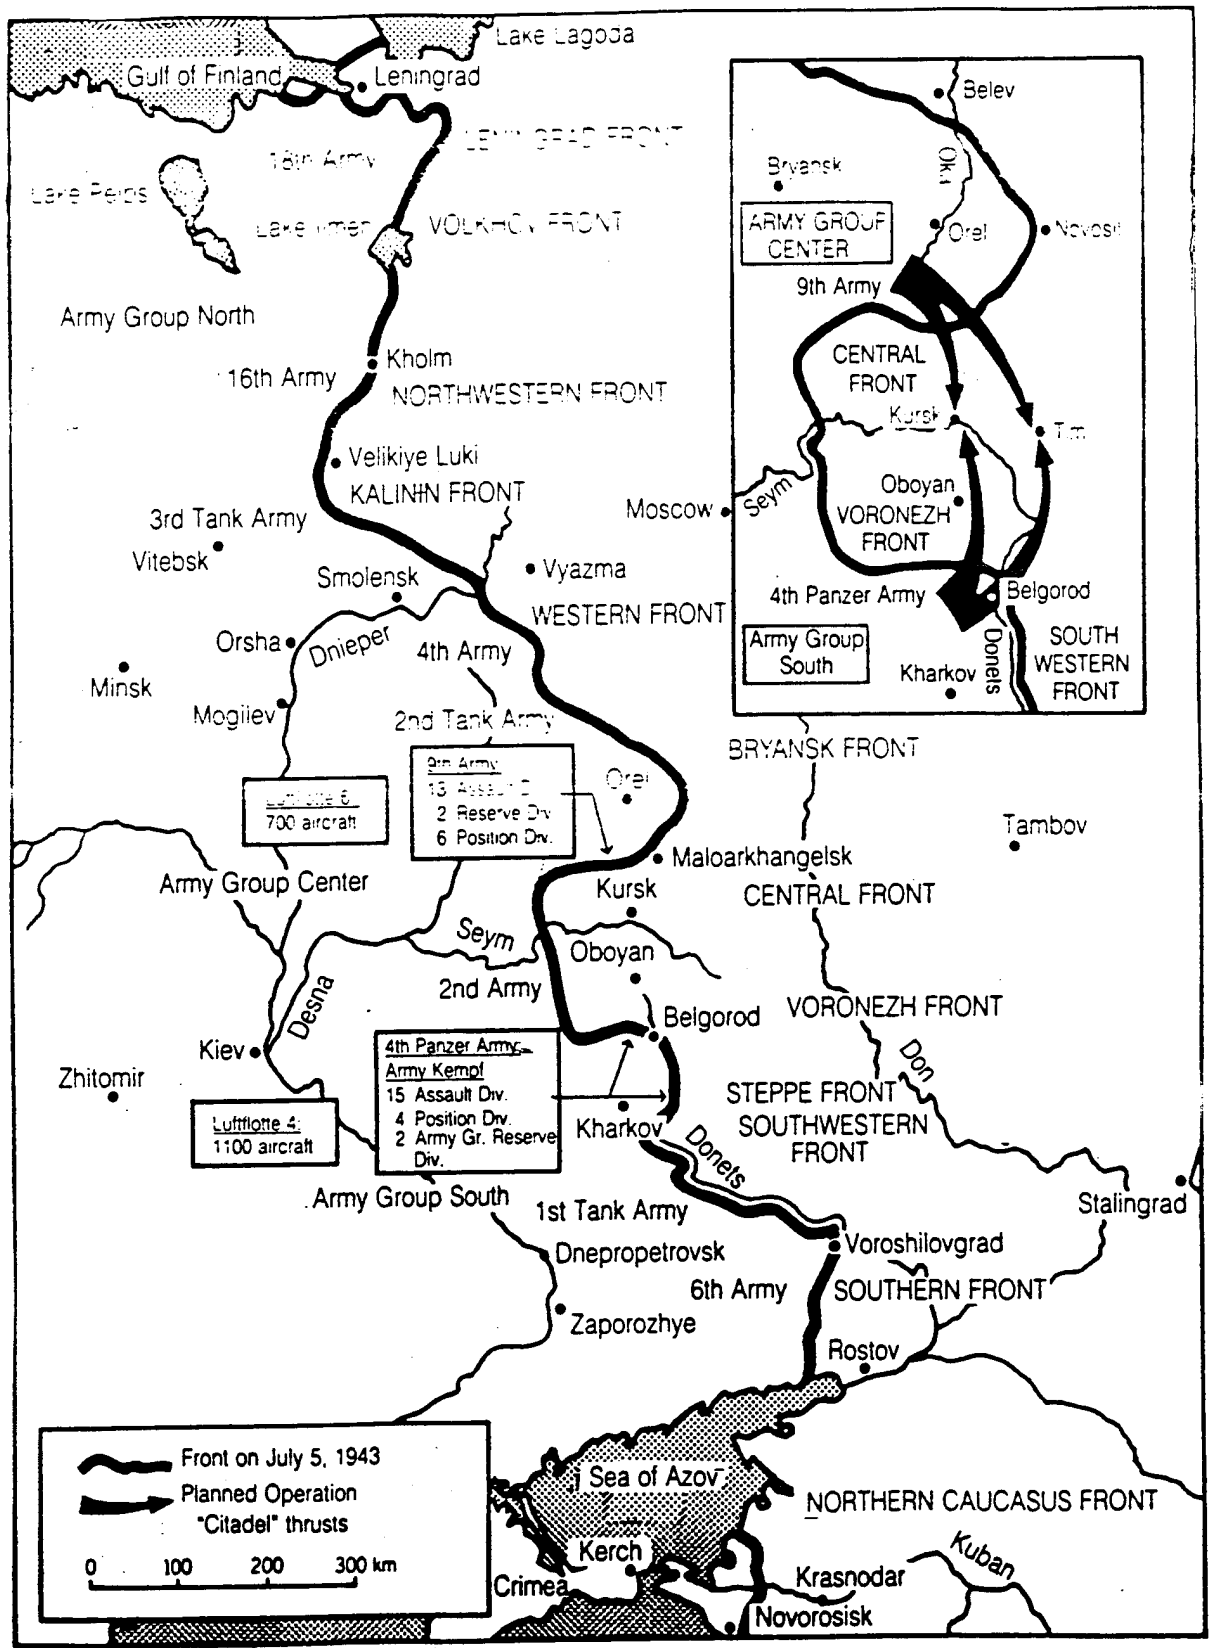 Lake Lagoda
Gulf of Finland
Leningrad
LENINGRAD FRONT
18th Army
Lake Peips
Lake Ilmen
VOLKHOV FRONT
Army Group North
Kholm
16th Army
NORTHWESTERN FRONT
Velikiye Luki
KALININ FRONT
3rd Tank Army
Vitebsk
Moscow
Smolensk
Vyazma
WESTERN FRONT
Orsha
Dnieper
4th Army
Minsk
Mogilev
2nd Tank Army
BRYANSK FRONT
9th Army
13 Assault D
2 Reserve Div
6 Position Div.
Orel
Luftflotte 6:
700 aircraft
Tambov
Maloarkhangelsk
Army Group Center
Kursk
CENTRAL FRONT
Seym
Oboyan
2nd Army
Desna
VORONEZH FRONT
Belgorod
Kiev
Don
Zhitomir
4th Panzer Army:
Army Kempf
15 Assault Div.
4 Position Div.
2 Army Gr. Reserve
Div.
STEPPE FRONT
SOUTHWESTERN
FRONT
Kharkov
Luftflotte 4:
1100 aircraft
Donets
Army Group South
1st Tank Army
Stalingrad
Voroshilovgrad
Dnepropetrovsk
6th Army
SOUTHERN FRONT
Zaporozhye
Rostov
Sea of Azov
NORTHERN CAUCASUS FRONT
Kerch
Crimea
Krasnodar
Kuban
Novorosisk
Front on July 5, 1943
Planned Operation
"Citadel" thrusts
0 100 200 300 km
Belev
Bryansk
Oka
ARMY GROUP
CENTER
Orel
Novosil
9th Army
CENTRAL
FRONT
Kursk
Tim
Seym
Oboyan
VORONEZH
FRONT
4th Panzer Army
Belgorod
Army Group
South
Donets
SOUTH
WESTERN
FRONT
Kharkov